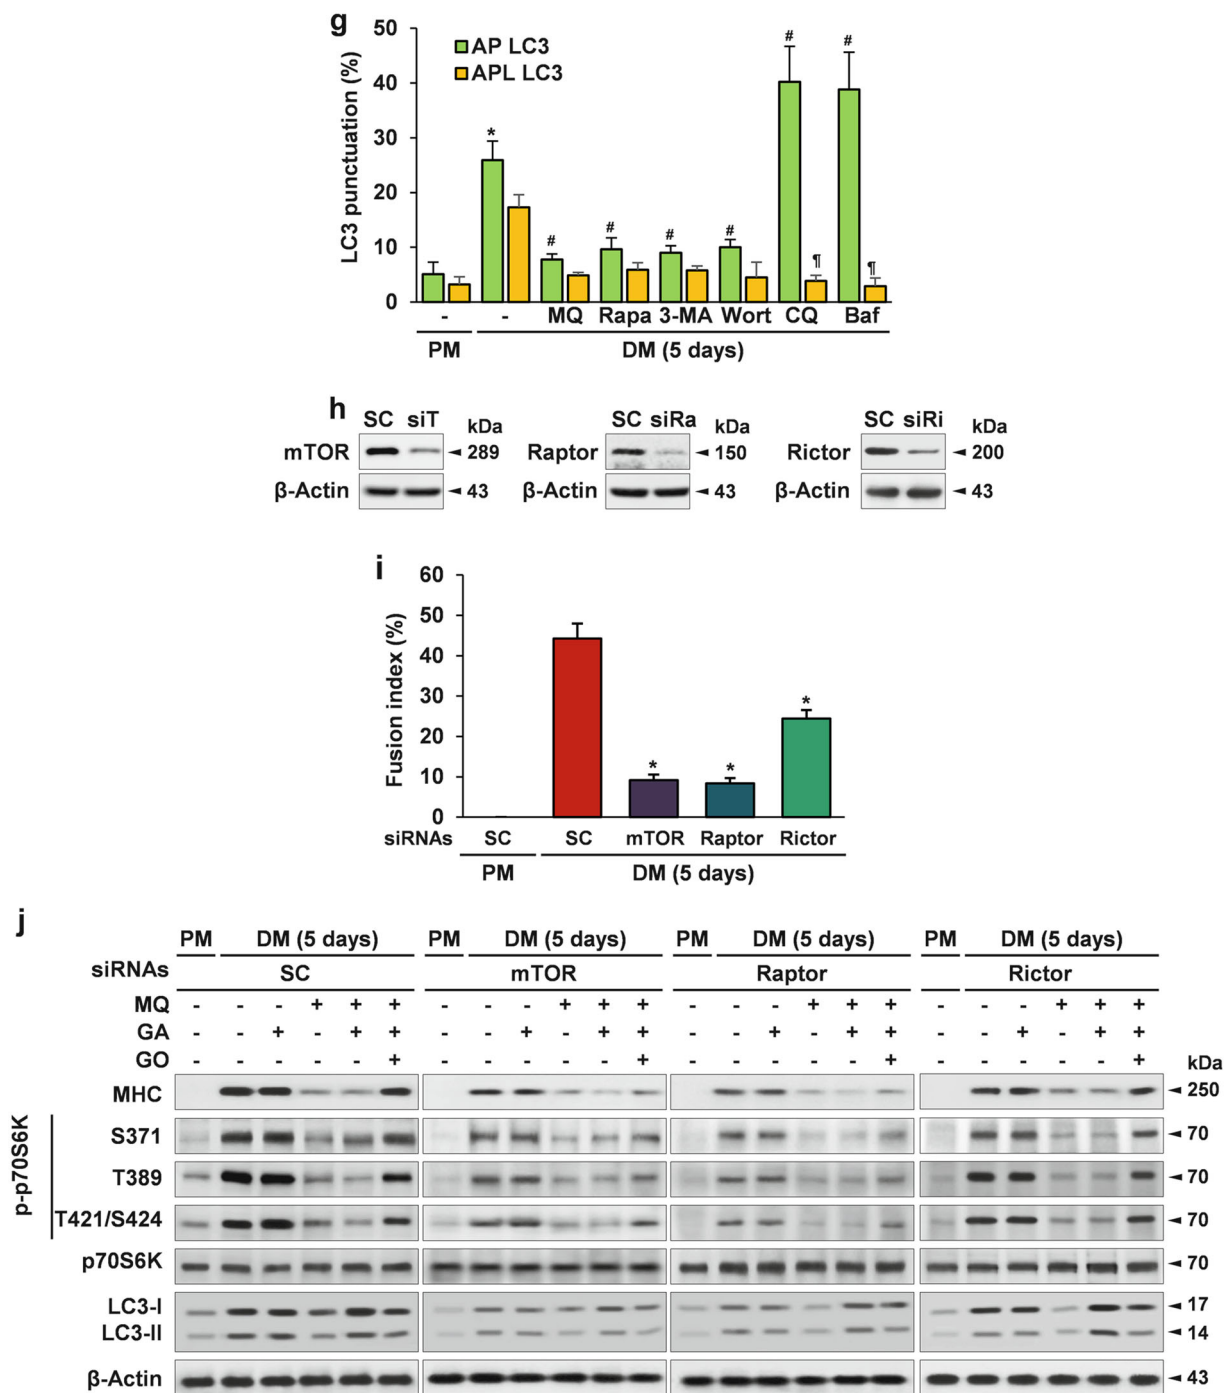 g
50
40
30
20
10
0
LC3 punctuation (%)
AP LC3
APL LC3
* # # # # # ¶ # ¶
- - MQ Rapa 3-MA Wort CQ Baf
PM DM (5 days)
h
SC siT kDa SC siRa kDa SC siRi kDa
mTOR 289 Raptor 150 Rictor 200
β-Actin 43 β-Actin 43 β-Actin 43
i
60
50
40
30
20
10
0
Fusion index (%)
* * *
siRNAs SC SC mTOR Raptor Rictor
PM DM (5 days)
j
PM DM (5 days) PM DM (5 days) PM DM (5 days) PM DM (5 days)
siRNAs SC mTOR Raptor Rictor
MQ - - - + + + - - - + + + - - - + + + - - - + + +
GA - - + - + + - - + - + + - - + - + + - - + - + +
GO - - - - - + - - - - - + - - - - - + - - - - - +
kDa
MHC 250
p-p70S6K
S371 70
T389 70
T421/S424 70
p70S6K 70
LC3-I 17
LC3-II 14
β-Actin 43